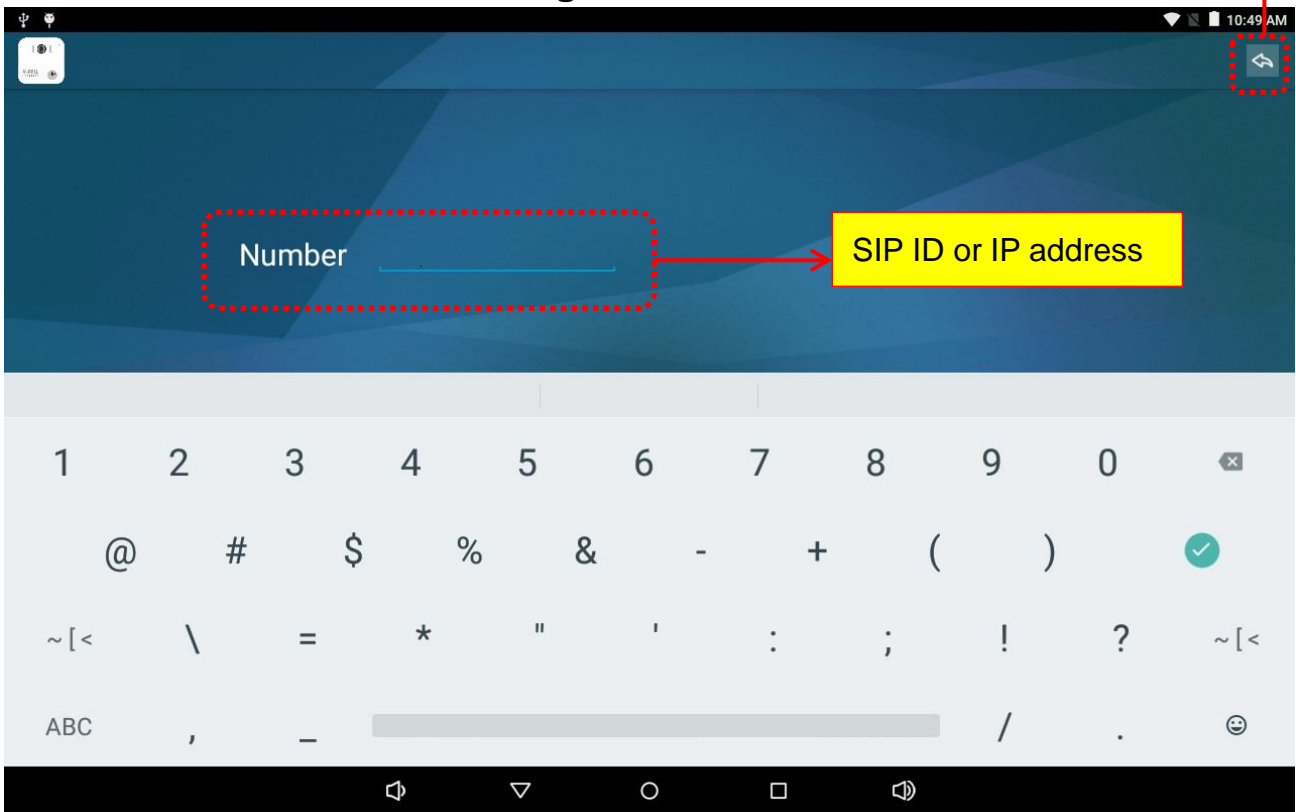 10:49 AM
Number
SIP ID or IP address
1 2 3 4 5 6 7 8 9 0
@ # $ % & - + ( )
~ [ < \ = * " ' : ; ! ? ~ [ <
ABC , _ / .